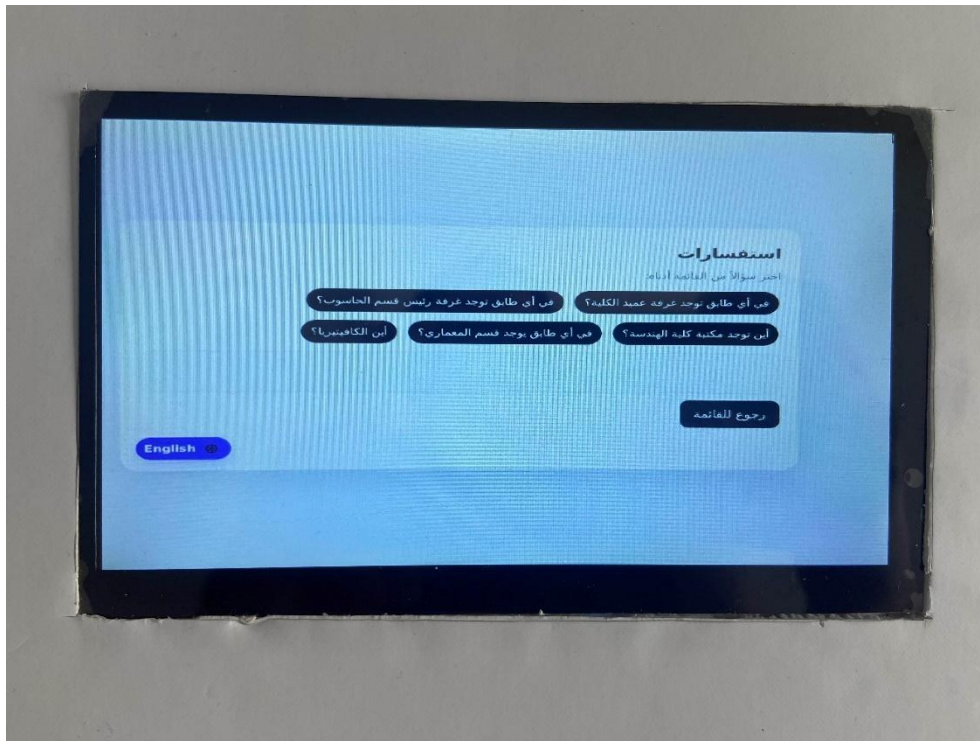 استفسارات
اختر سؤالاً من القائمة أدناه:
في أي طابق توجد غرفة عميد الكلية؟ في أي طابق توجد غرفة رئيس قسم الحاسوب؟
أين توجد مكتبة كلية الهندسة؟ في أي طابق يوجد قسم المعماري؟ أين الكافيتيريا؟
رجوع للقائمة
English